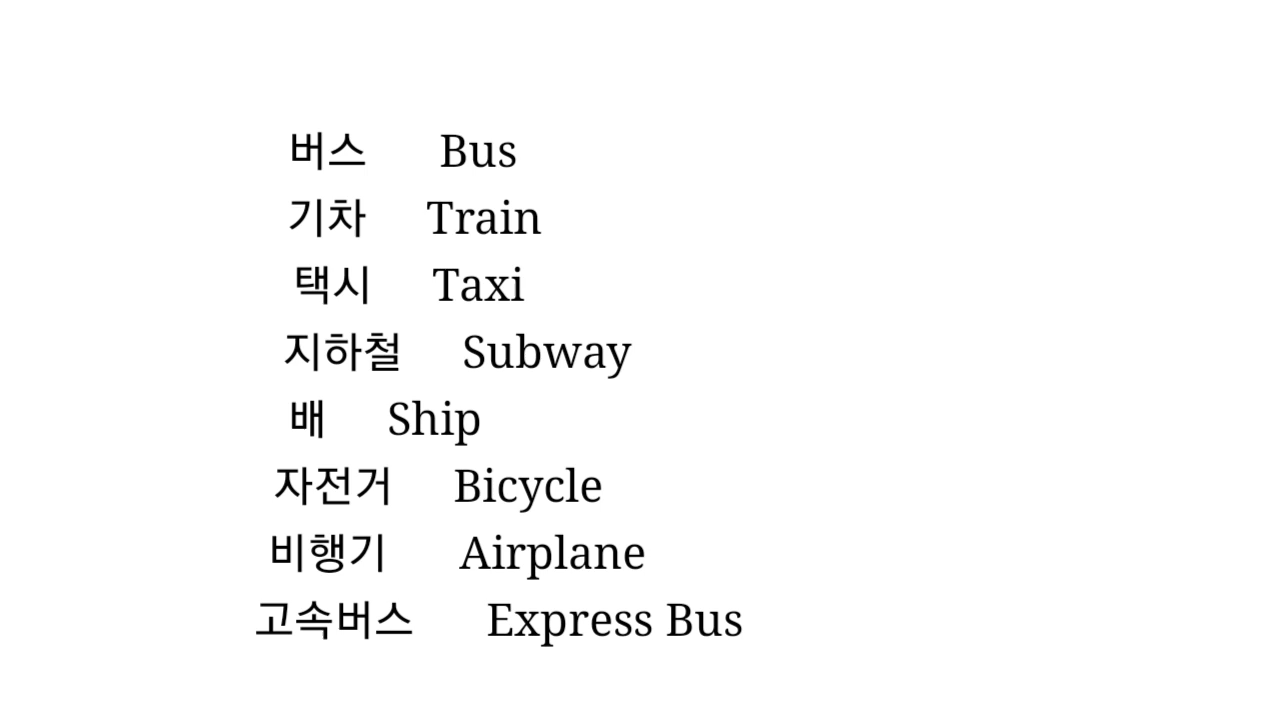 버스 Bus
기차 Train
택시 Taxi
지하철 Subway
배 Ship
자전거 Bicycle
비행기 Airplane
고속버스 Express Bus